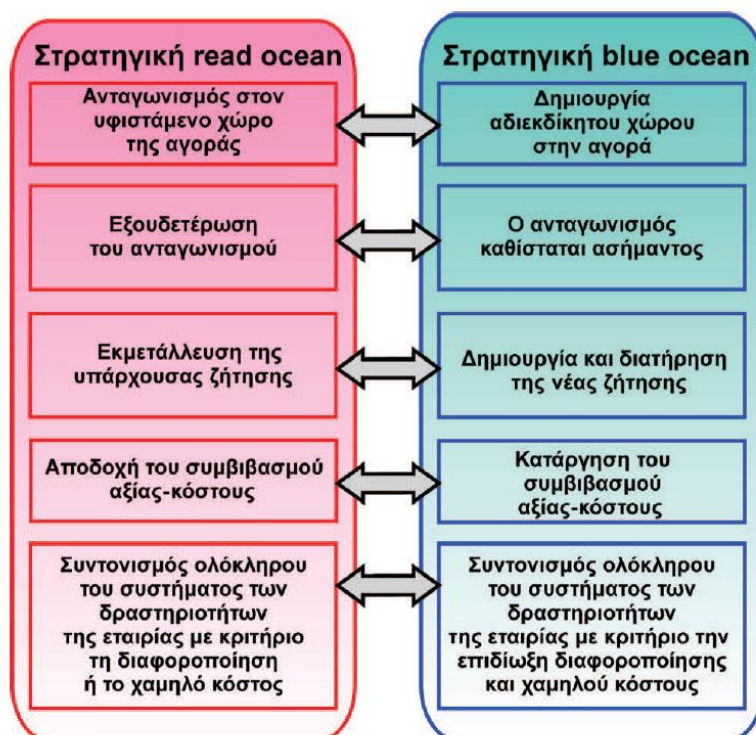 Στρατηγική read ocean
Ανταγωνισμός στον
υφιστάμενο χώρο
της αγοράς
Εξουδετέρωση
του ανταγωνισμού
Εκμετάλλευση της
υπάρχουσας ζήτησης
Αποδοχή του συμβιβασμού
αξίας-κόστους
Συντονισμός ολόκληρου
του συστήματος των
δραστηριοτήτων
της εταιρίας με κριτήριο
τη διαφοροποίηση
ή το χαμηλό κόστος
Στρατηγική blue ocean
Δημιουργία
αδιεκδίκητου χώρου
στην αγορά
Ο ανταγωνισμός
καθίσταται ασήμαντος
Δημιουργία και διατήρηση
της νέας ζήτησης
Κατάργηση του
συμβιβασμού
αξίας-κόστους
Συντονισμός ολόκληρου
του συστήματος των
δραστηριοτήτων
της εταιρίας με κριτήριο την
επιδίωξη διαφοροποίησης
και χαμηλού κόστους